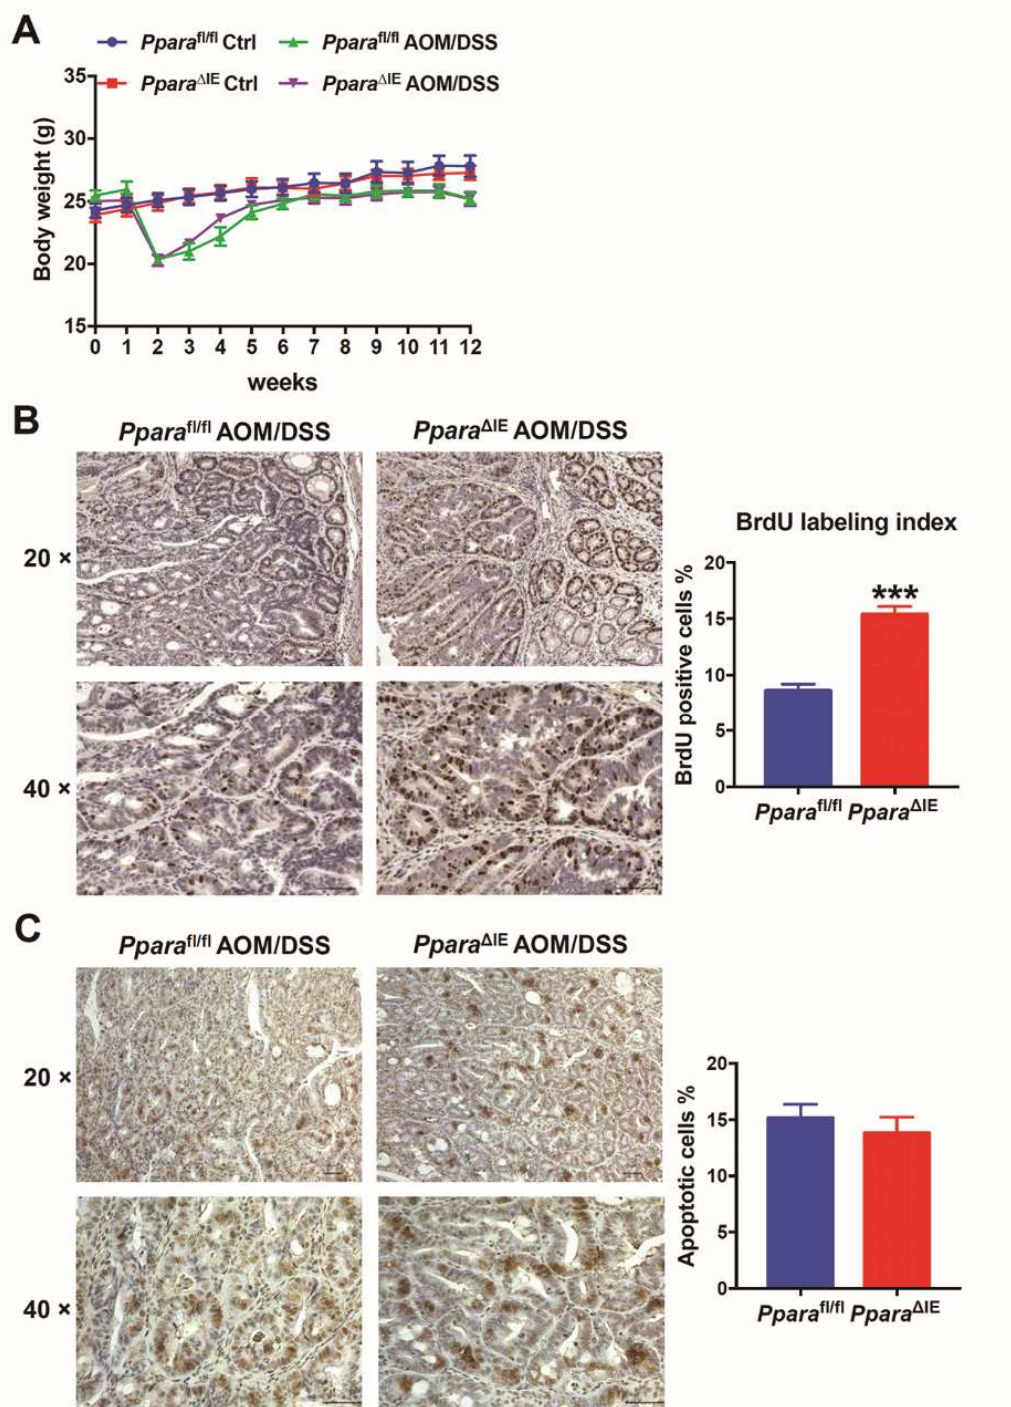 A
Ppara^fl/fl Ctrl Ppara^fl/fl AOM/DSS
Ppara^ΔIE Ctrl Ppara^ΔIE AOM/DSS
35
30
25
20
15
Body weight (g)
0 1 2 3 4 5 6 7 8 9 10 11 12
weeks
B
Ppara^fl/fl AOM/DSS Ppara^ΔIE AOM/DSS
20 ×
40 ×
BrdU labeling index
BrdU positive cells %
20
15
10
5
0
***
Ppara^fl/fl Ppara^ΔIE
C
Ppara^fl/fl AOM/DSS Ppara^ΔIE AOM/DSS
20 ×
40 ×
Apoptotic cells %
20
15
10
5
0
Ppara^fl/fl Ppara^ΔIE